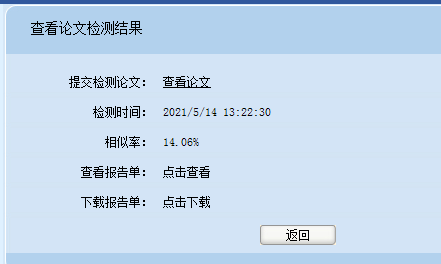 查看论文检测结果
提交检测论文： 查看论文
检测时间： 2021/5/14 13:22:30
相似率： 14.06%
查看报告单： 点击查看
下载报告单： 点击下载
返回